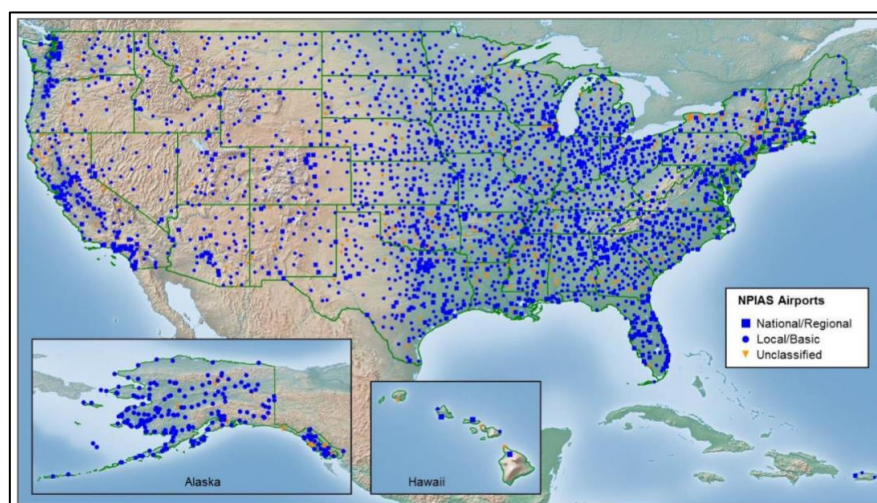 NPIAS Airports
National/Regional
Local/Basic
Unclassified
Alaska
Hawaii